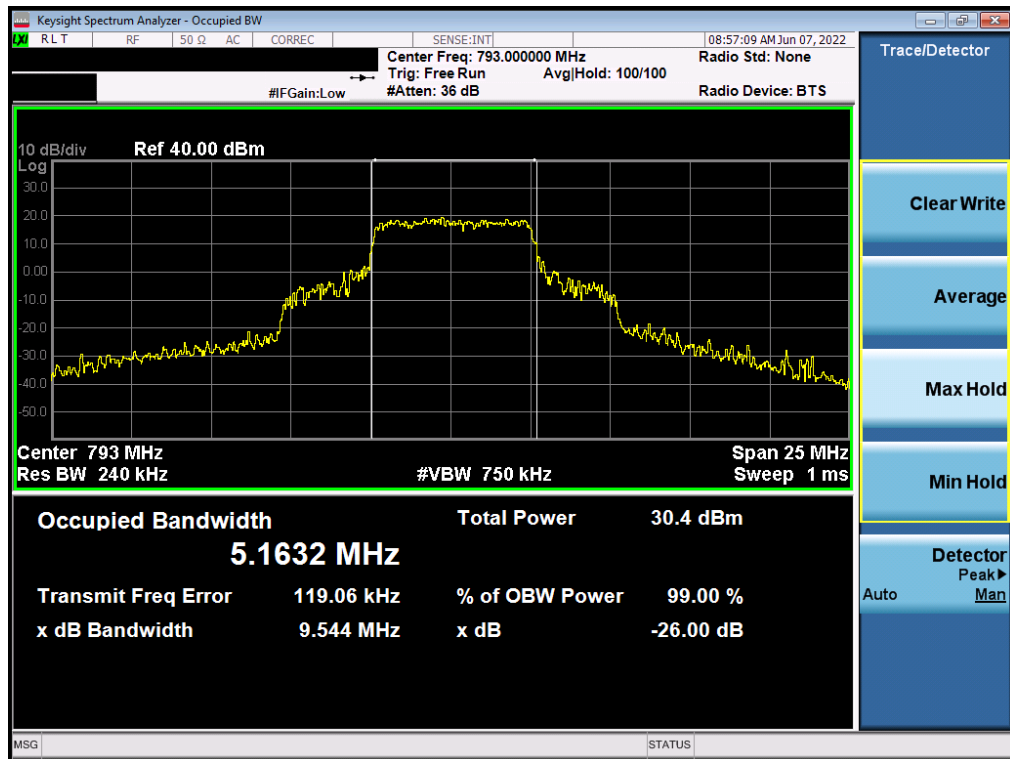 Keysight Spectrum Analyzer - Occupied BW
LXI RLT RF 50 Ω AC CORREC SENSE:INT 08:57:09 AM Jun 07, 2022
Center Freq: 793.000000 MHz Radio Std: None
Trig: Free Run Avg|Hold: 100/100
#IFGain:Low #Atten: 36 dB Radio Device: BTS
10 dB/div Ref 40.00 dBm
Log
30.0
20.0
10.0
0.00
-10.0
-20.0
-30.0
-40.0
-50.0
Center 793 MHz Span 25 MHz
Res BW 240 kHz #VBW 750 kHz Sweep 1 ms
Occupied Bandwidth Total Power 30.4 dBm
5.1632 MHz
Transmit Freq Error 119.06 kHz % of OBW Power 99.00 %
x dB Bandwidth 9.544 MHz x dB -26.00 dB
MSG STATUS
Trace/Detector
Clear Write
Average
Max Hold
Min Hold
Detector
Peak
Auto Man